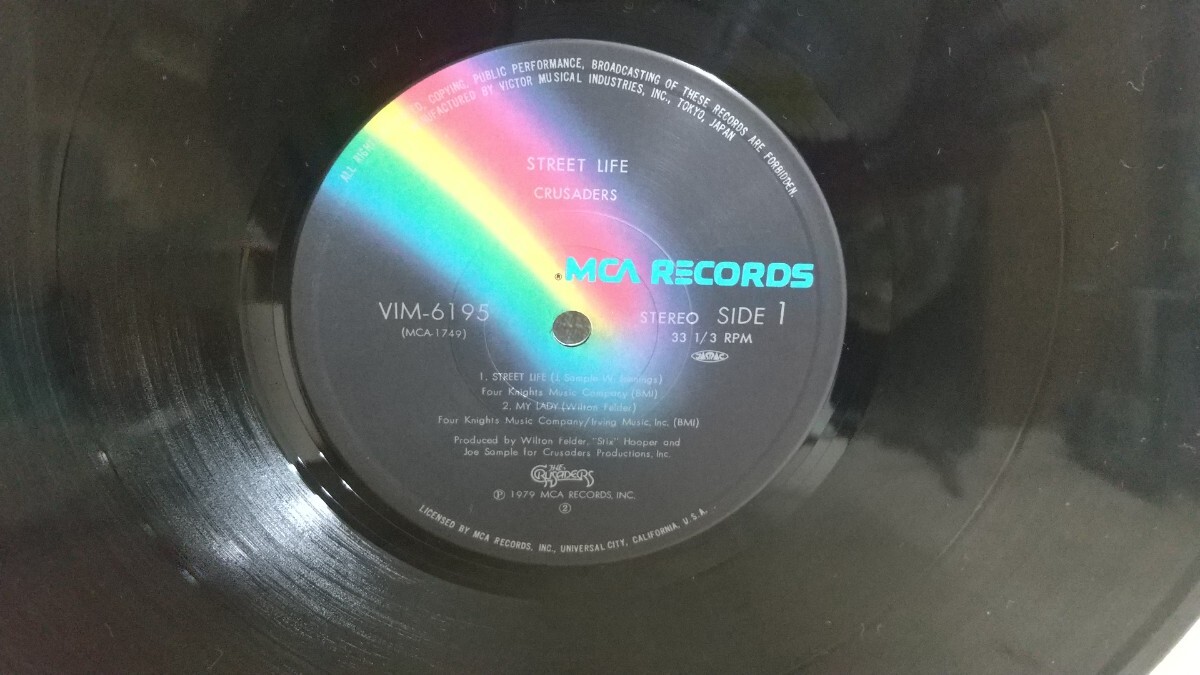 ALL RIGHT
COPYING, PUBLIC PERFORMANCE, BROADCASTING OF THESE RECORDS ARE FORBIDDEN.
BY VICTOR MUSICAL INDUSTRIES, INC., TOKYO, JAPAN
STREET LIFE
CRUSADERS
® MCA RECORDS
VIM-6195
(MCA-1749)
STEREO SIDE 1
33 1/3 RPM
JASRAC
1. STREET LIFE (J. Sample-W. Jennings)
Four Knights Music Company (BMI)
2. MY LADY (Wilton Felder)
Four Knights Music Company/Irving Music, Inc. (BMI)
Produced by Wilton Felder, "Stix" Hooper and
Joe Sample for Crusaders Productions, Inc.
THE CRUSADERS
℗ 1979 MCA RECORDS, INC.
②
LICENSED BY MCA RECORDS, INC., UNIVERSAL CITY, CALIFORNIA, U.S.A.